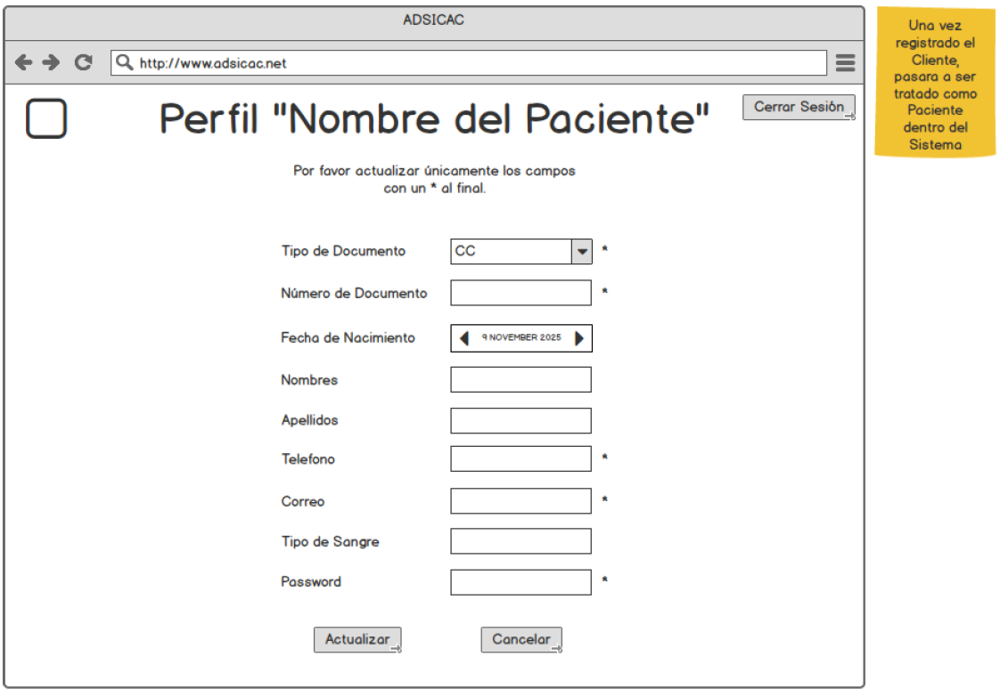 ADSICAC
http://www.adsicac.net
Perfil "Nombre del Paciente"
Cerrar Sesión
Por favor actualizar únicamente los campos
con un * al final.
Tipo de Documento CC *
Número de Documento *
Fecha de Nacimiento 9 NOVEMBER 2025
Nombres
Apellidos
Telefono *
Correo *
Tipo de Sangre
Password *
Actualizar Cancelar
Una vez
registrado el
Cliente,
pasara a ser
tratado como
Paciente
dentro del
Sistema